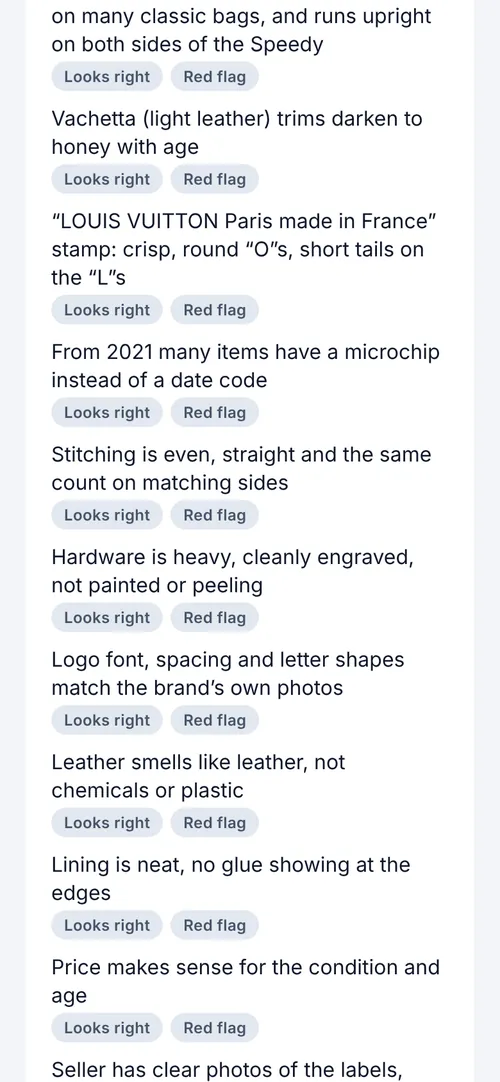 on many classic bags, and runs upright
on both sides of the Speedy
Looks right Red flag
Vachetta (light leather) trims darken to
honey with age
Looks right Red flag
“LOUIS VUITTON Paris made in France”
stamp: crisp, round “O”s, short tails on
the “L”s
Looks right Red flag
From 2021 many items have a microchip
instead of a date code
Looks right Red flag
Stitching is even, straight and the same
count on matching sides
Looks right Red flag
Hardware is heavy, cleanly engraved,
not painted or peeling
Looks right Red flag
Logo font, spacing and letter shapes
match the brand’s own photos
Looks right Red flag
Leather smells like leather, not
chemicals or plastic
Looks right Red flag
Lining is neat, no glue showing at the
edges
Looks right Red flag
Price makes sense for the condition and
age
Looks right Red flag
Seller has clear photos of the labels,